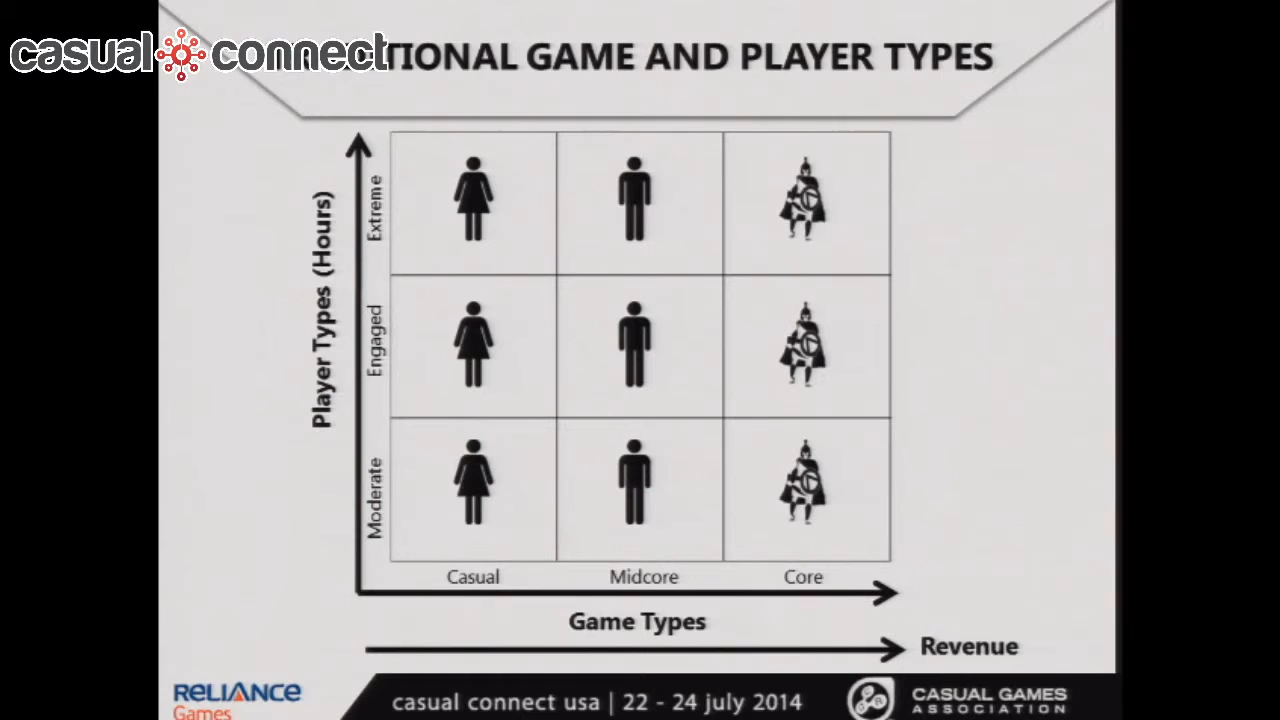 casual connect
TIONAL GAME AND PLAYER TYPES
Player Types (Hours)
Extreme
Engaged
Moderate
Casual Midcore Core
Game Types
Revenue
RELIANCE
Games
casual connect usa | 22 - 24 july 2014
CASUAL GAMES
ASSOCIATION